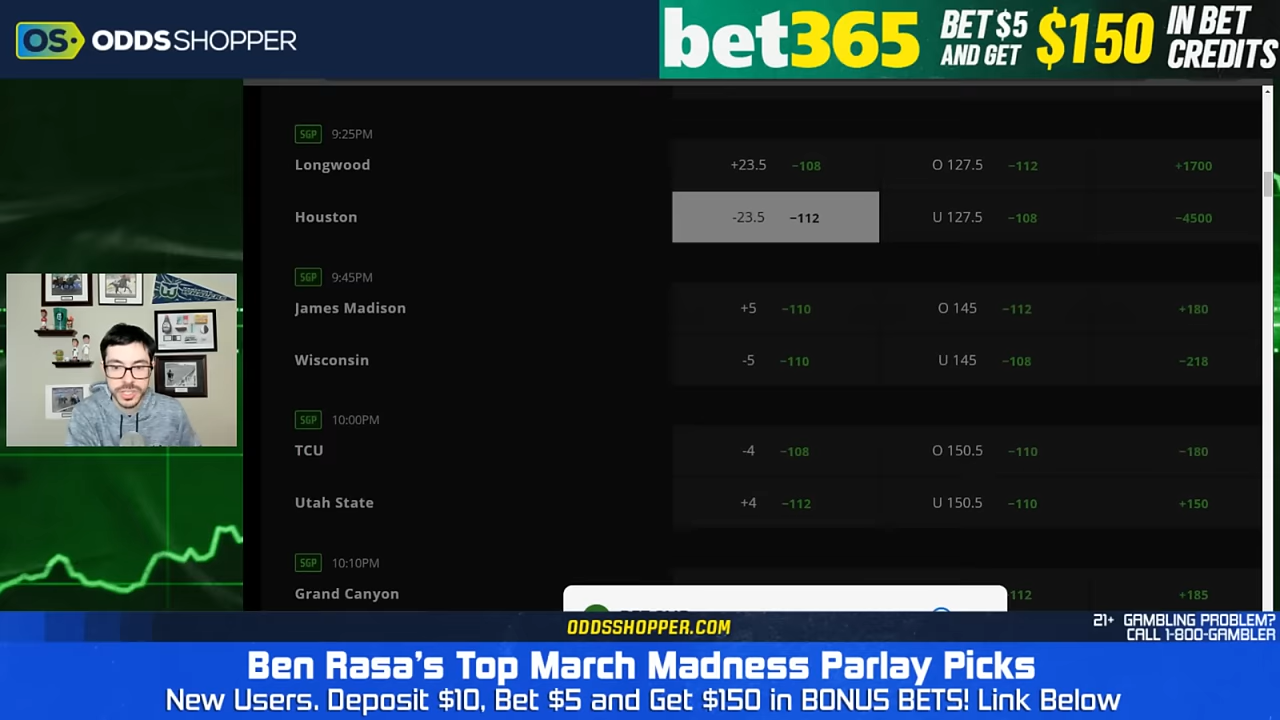 OS ODDSSHOPPER
bet365 BET $5 AND GET $150 IN BET CREDITS
SGP 9:25PM
Longwood +23.5 −108 O 127.5 −112 +1700
Houston -23.5 −112 U 127.5 −108 −4500
SGP 9:45PM
James Madison +5 −110 O 145 −112 +180
Wisconsin -5 −110 U 145 −108 −218
SGP 10:00PM
TCU -4 −108 O 150.5 −110 −180
Utah State +4 −112 U 150.5 −110 +150
SGP 10:10PM
Grand Canyon 112 +185
ODDSSHOPPER.COM
21+ GAMBLING PROBLEM?
CALL 1-800-GAMBLER
Ben Rasa's Top March Madness Parlay Picks
New Users. Deposit $10, Bet $5 and Get $150 in BONUS BETS! Link Below